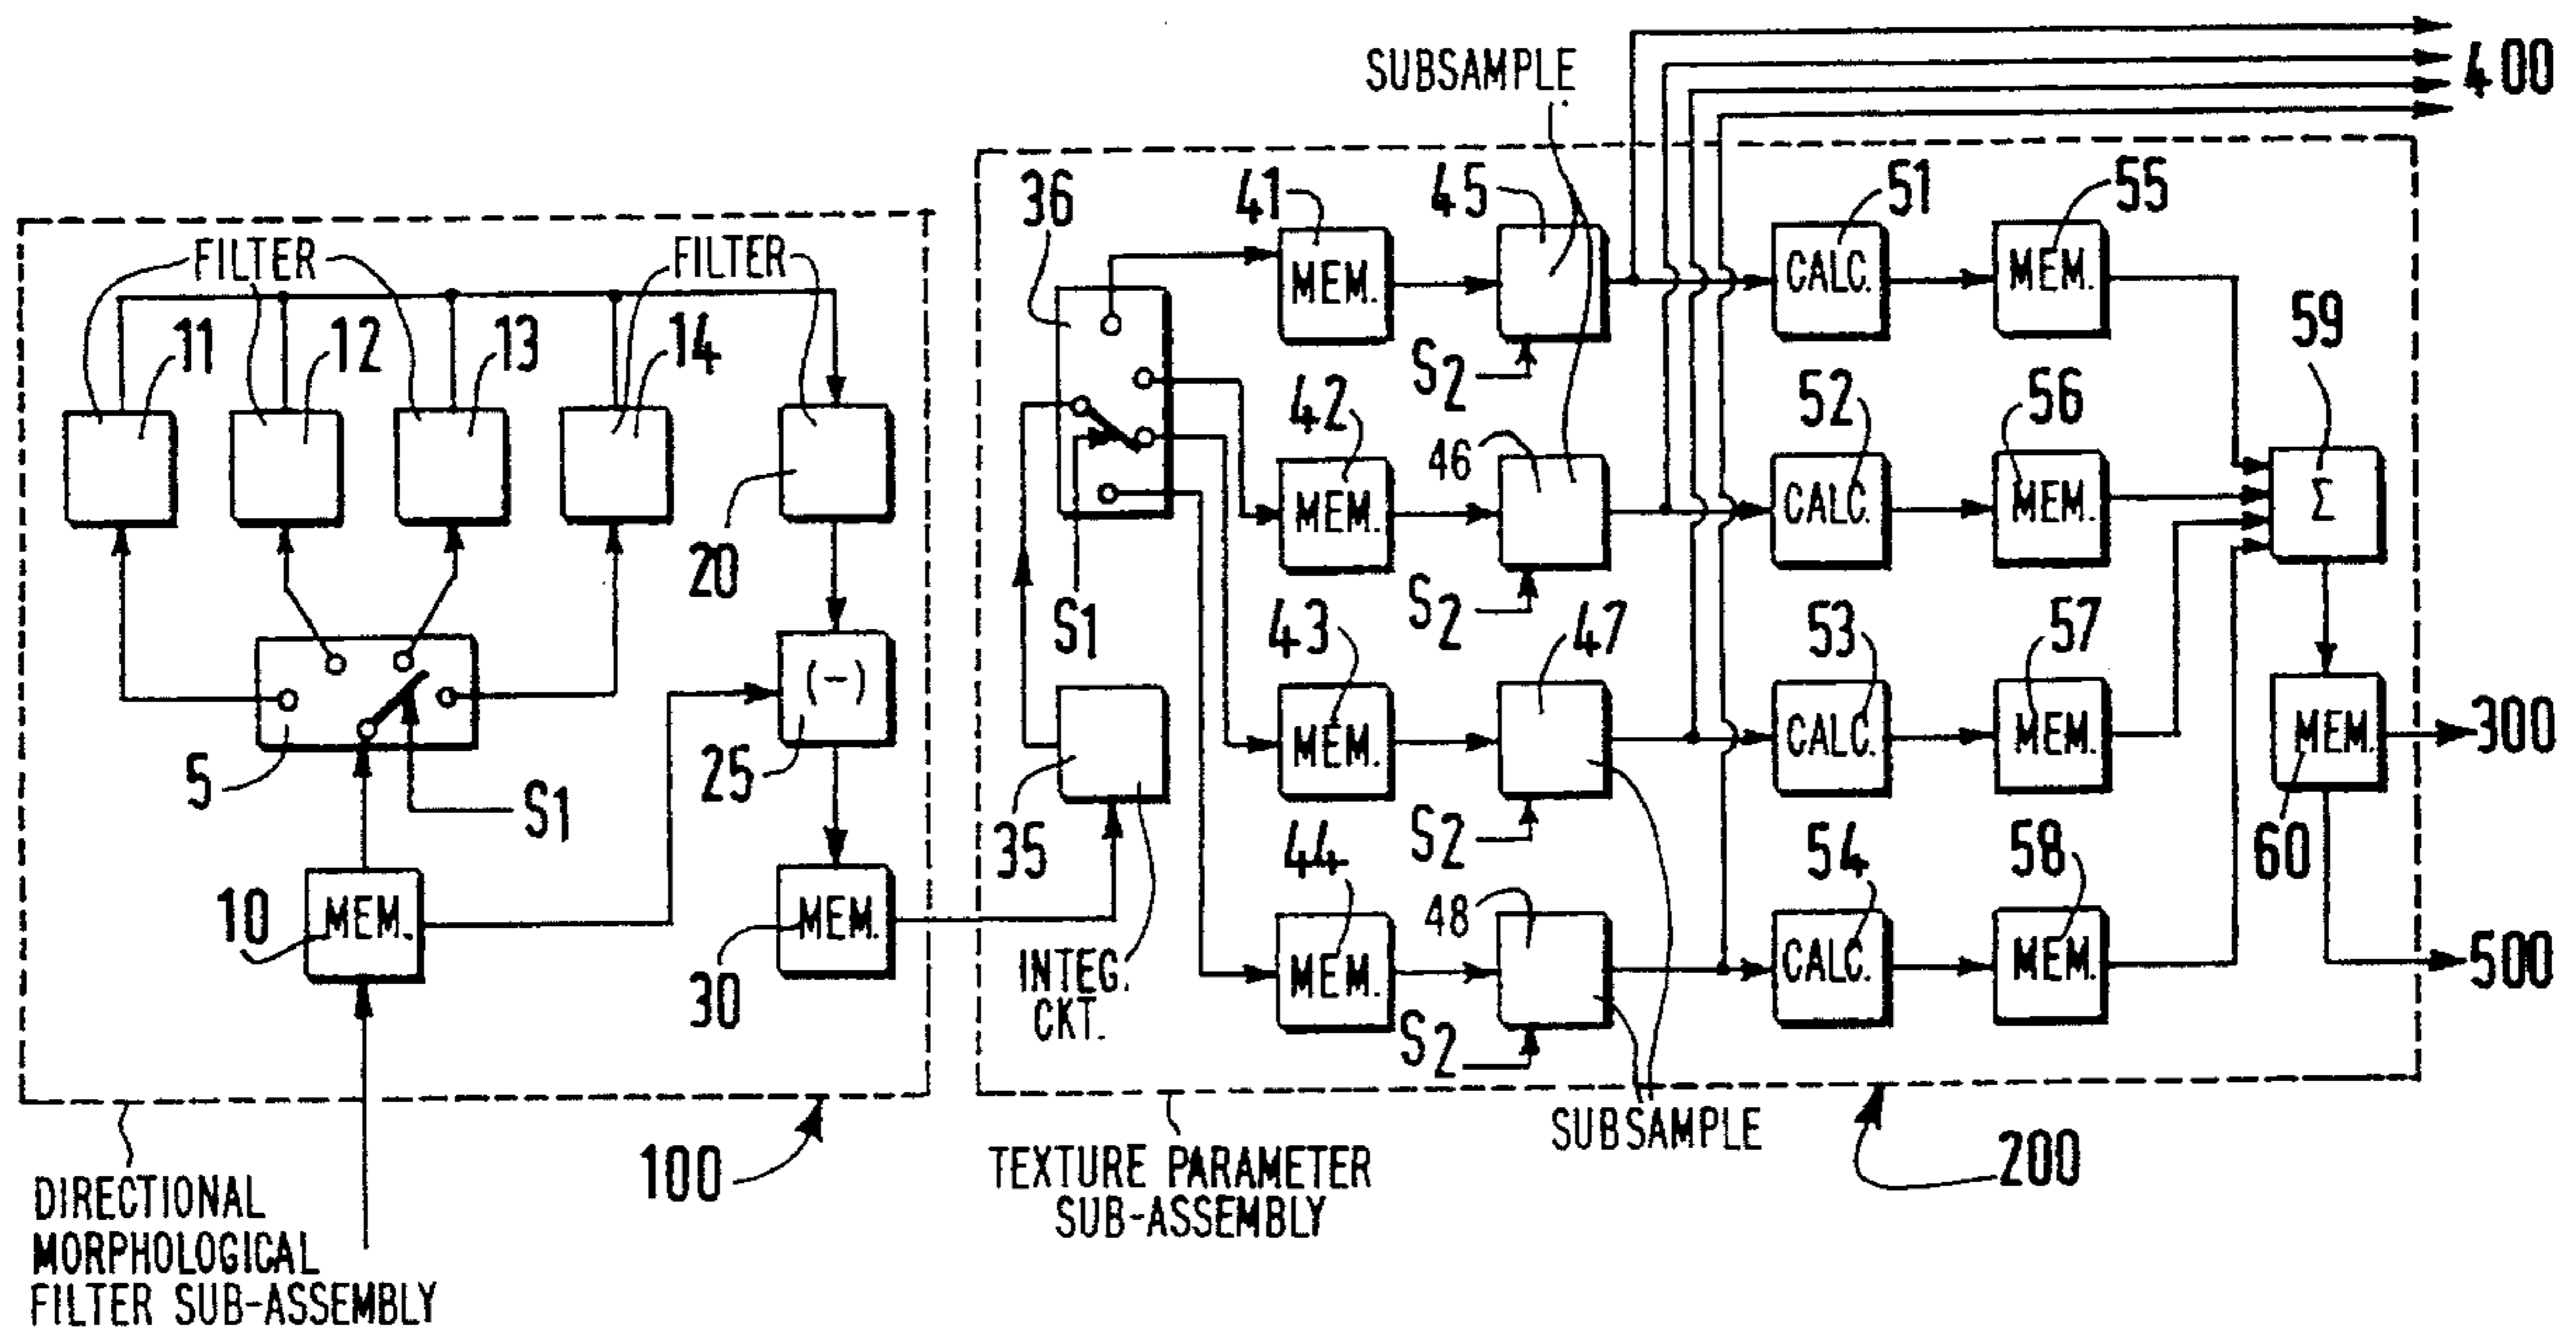 SUBSAMPLE
400
36
41
45
51
55
FILTER
FILTER
MEM.
CALC.
MEM.
11
12
13
14
S2
59
42
46
52
56
MEM.
CALC.
MEM.
Σ
20
S2
S1
43
47
53
57
(-)
MEM.
CALC.
MEM.
MEM.
300
5
25
S1
35
S2
60
44
48
54
58
10
MEM.
30
MEM.
INTEG.
CKT.
MEM.
CALC.
MEM.
500
S2
100
SUBSAMPLE
200
DIRECTIONAL
MORPHOLOGICAL
FILTER SUB-ASSEMBLY
TEXTURE PARAMETER
SUB-ASSEMBLY